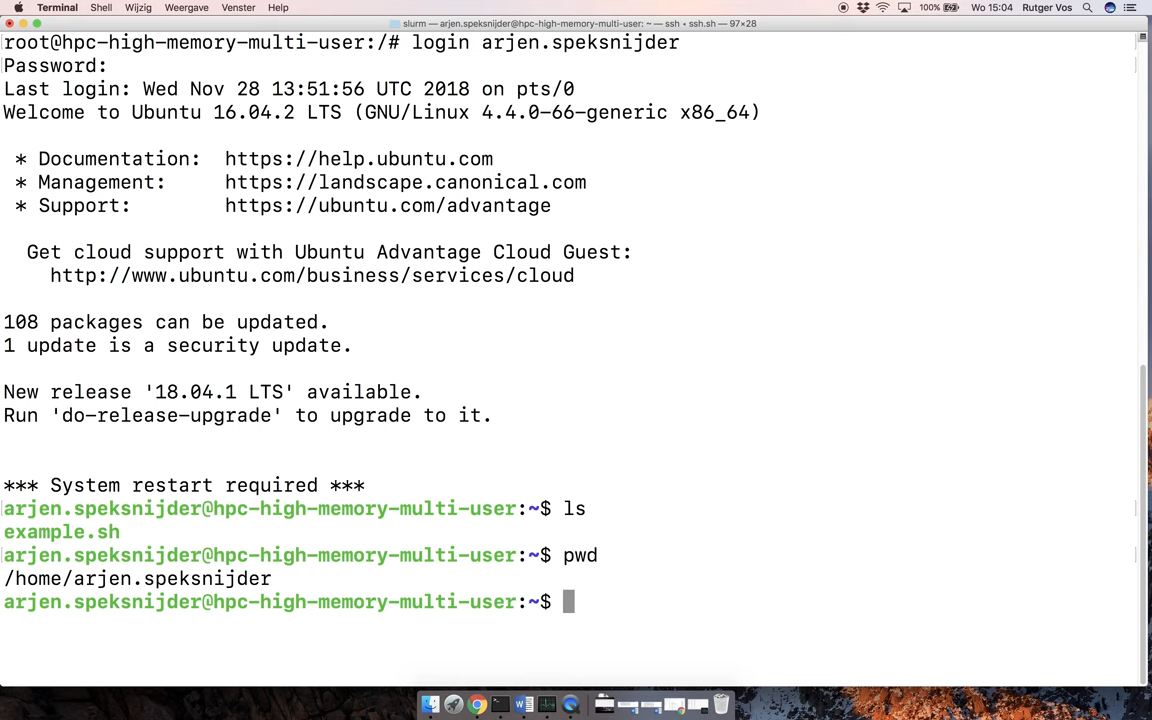 Terminal Shell Wijzig Weergave Venster Help 100% Wo 15:04 Rutger Vos
slurm — arjen.speksnijder@hpc-high-memory-multi-user: ~ — ssh • ssh.sh — 97×28
root@hpc-high-memory-multi-user:/# login arjen.speksnijder
Password:
Last login: Wed Nov 28 13:51:56 UTC 2018 on pts/0
Welcome to Ubuntu 16.04.2 LTS (GNU/Linux 4.4.0-66-generic x86_64)
* Documentation: https://help.ubuntu.com
* Management: https://landscape.canonical.com
* Support: https://ubuntu.com/advantage
Get cloud support with Ubuntu Advantage Cloud Guest:
http://www.ubuntu.com/business/services/cloud
108 packages can be updated.
1 update is a security update.
New release '18.04.1 LTS' available.
Run 'do-release-upgrade' to upgrade to it.
*** System restart required ***
arjen.speksnijder@hpc-high-memory-multi-user:~$ ls
example.sh
arjen.speksnijder@hpc-high-memory-multi-user:~$ pwd
/home/arjen.speksnijder
arjen.speksnijder@hpc-high-memory-multi-user:~$